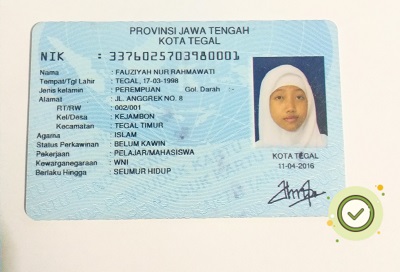 PROVINSI JAWA TENGAH
KOTA TEGAL
NIK : 3376025703980001
Nama : FAUZIYAH NUR RAHMAWATI
Tempat/Tgl Lahir : TEGAL, 17-03-1998
Jenis kelamin : PEREMPUAN Gol. Darah : -
Alamat : JL. ANGGREK NO. 8
RT/RW : 002/001
Kel/Desa : KEJAMBON
Kecamatan : TEGAL TIMUR
Agama : ISLAM
Status Perkawinan : BELUM KAWIN
Pekerjaan : PELAJAR/MAHASISWA
Kewarganegaraan : WNI
Berlaku Hingga : SEUMUR HIDUP
KOTA TEGAL
11-04-2016